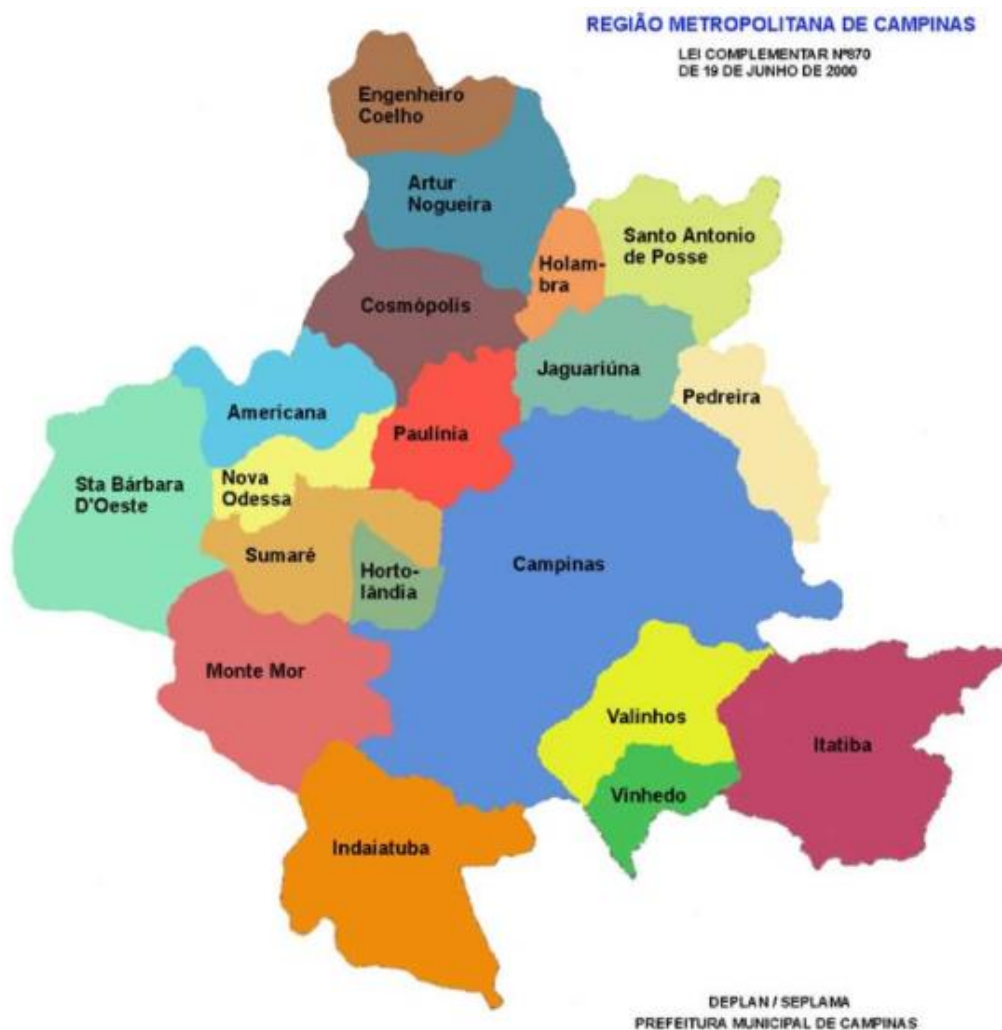 REGIÃO METROPOLITANA DE CAMPINAS
LEI COMPLEMENTAR Nº870
DE 19 DE JUNHO DE 2000
Engenheiro
Coelho
Artur
Nogueira
Santo Antonio
de Posse
Holam-
bra
Cosmópolis
Jaguariúna
Pedreira
Americana
Paulínia
Sta Bárbara
D'Oeste
Nova
Odessa
Sumaré
Horto-
lândia
Campinas
Monte Mor
Valinhos
Itatiba
Vinhedo
Indaiatuba
DEPLAN / SEPLAMA
PREFEITURA MUNICIPAL DE CAMPINAS